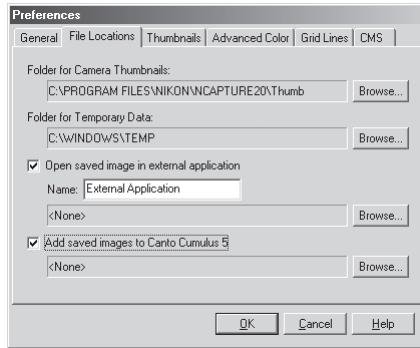 Preferences
General File Locations Thumbnails Advanced Color Grid Lines CMS
Folder for Camera Thumbnails:
C:\PROGRAM FILES\NIKON\NCAPTURE20\Thumb Browse...
Folder for Temporary Data:
C:\WINDOWS\TEMP Browse...
Open saved image in external application
Name: External Application
<None> Browse...
Add saved images to Canto Cumulus 5
<None> Browse...
OK Cancel Help